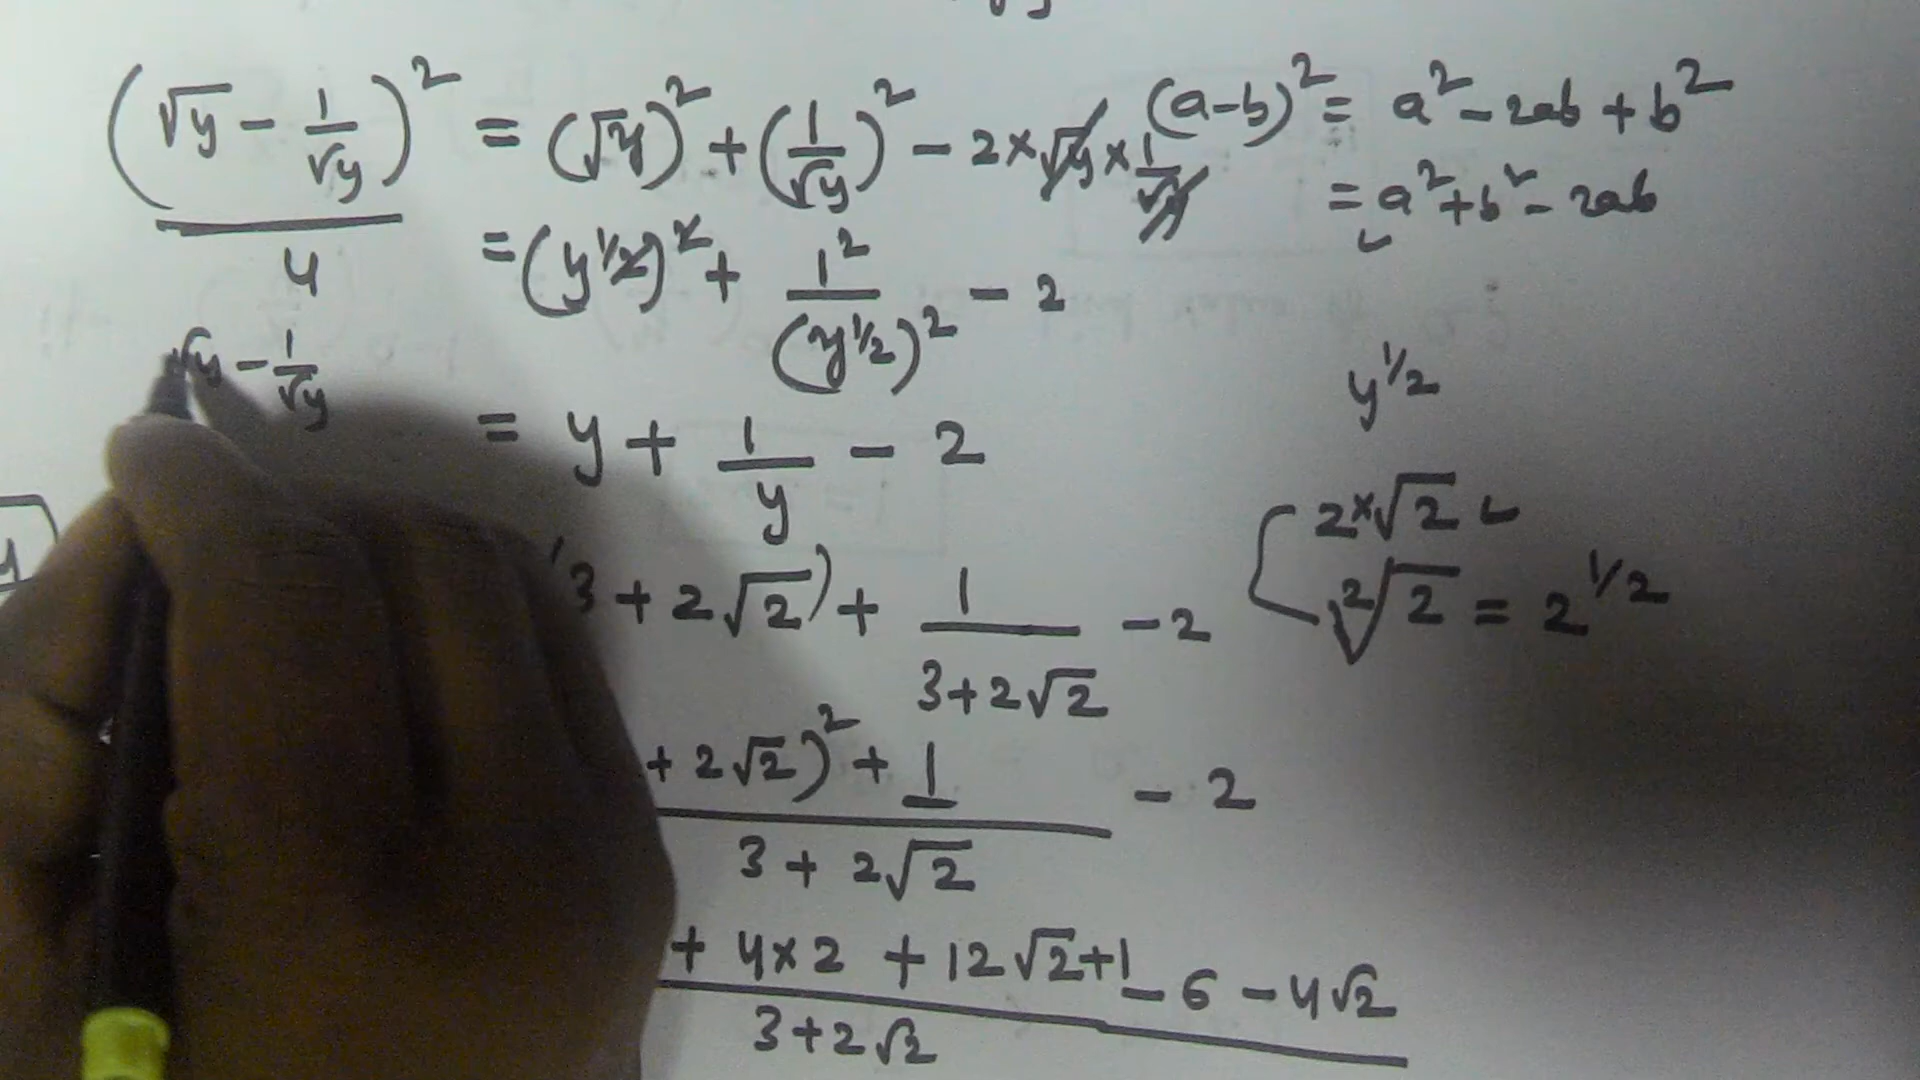 (√y - 1/√y)² = (√y)² + (1/√y)² - 2×√y×1/√y
4
(a-b)² = a² - 2ab + b²
= a² + b² - 2ab
= (y^1/2)² + 1²/(y^1/2)² - 2
√y - 1/√y
= y + 1/y - 2
y^1/2
2×√2
²√2 = 2^1/2
3 + 2√2) + 1/(3+2√2) - 2
+ 2√2)² + 1 - 2
3 + 2√2
+ 4×2 + 12√2 + 1 - 6 - 4√2
3+2√2